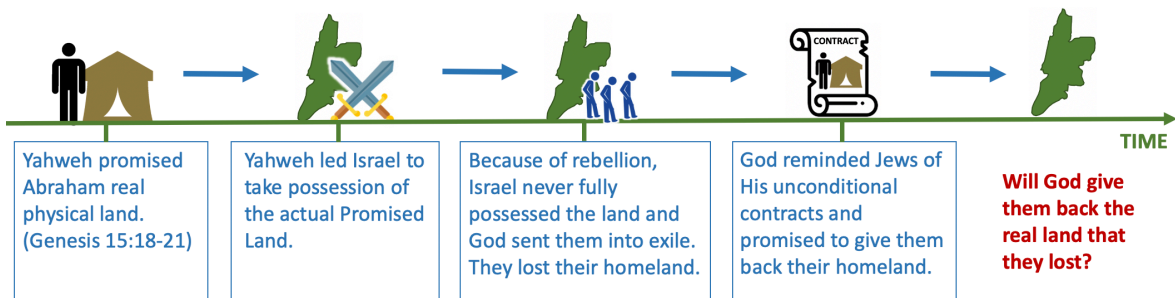 CONTRACT
TIME
Yahweh promised
Abraham real
physical land.
(Genesis 15:18-21)
Yahweh led Israel to
take possession of
the actual Promised
Land.
Because of rebellion,
Israel never fully
possessed the land and
God sent them into exile.
They lost their homeland.
God reminded Jews of
His unconditional
contracts and
promised to give them
back their homeland.
Will God give
them back the
real land that
they lost?